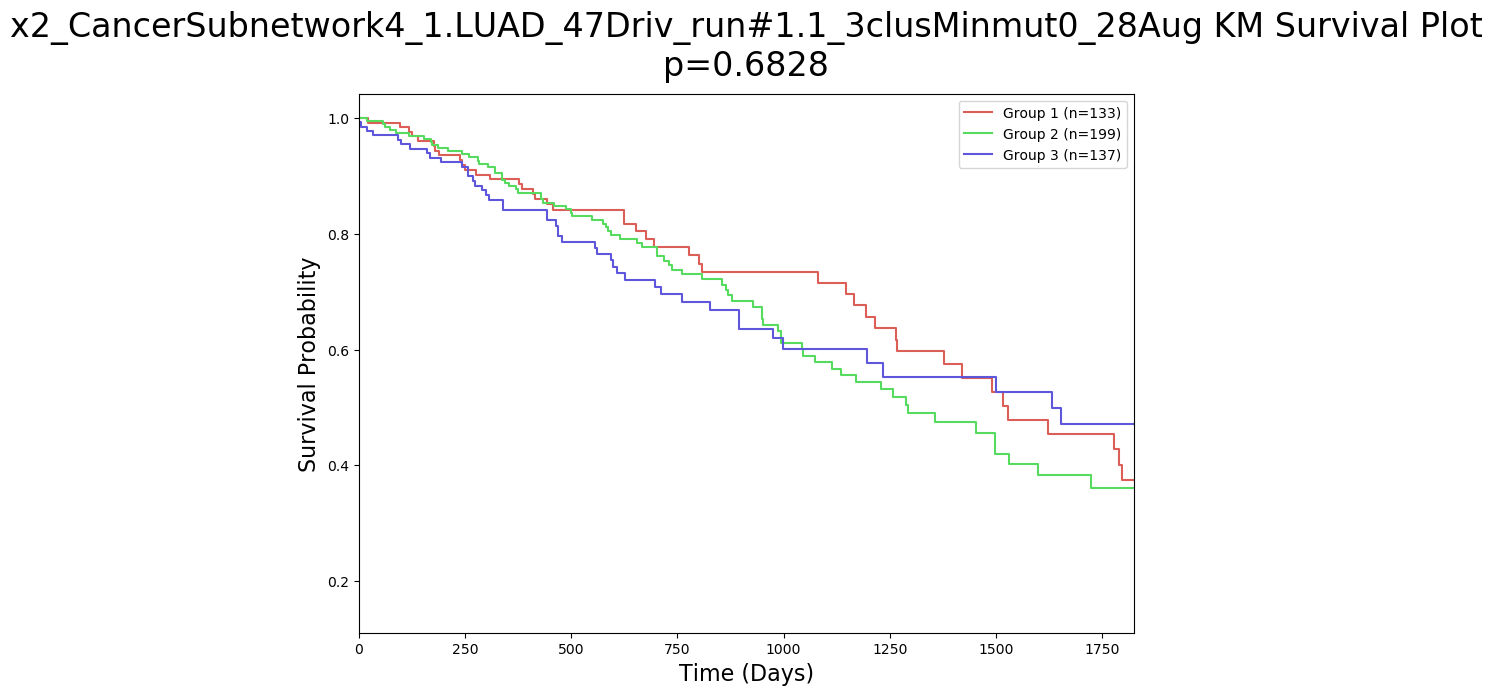 x2_CancerSubnetwork4_1.LUAD_47Driv_run#1.1_3clusMinmut0_28Aug KM Survival Plot
p=0.6828
Group 1 (n=133)
Group 2 (n=199)
Group 3 (n=137)
Survival Probability
1.0
0.8
0.6
0.4
0.2
0 250 500 750 1000 1250 1500 1750
Time (Days)